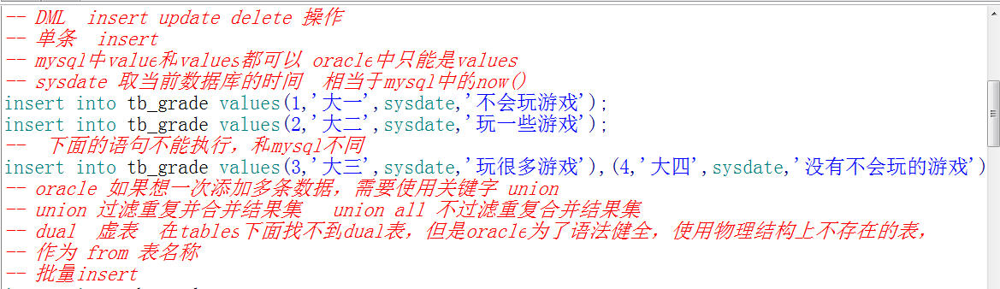 -- DML  insert update delete 操作
-- 单条  insert
-- mysql中value和values都可以 oracle中只能是values
-- sysdate 取当前数据库的时间  相当于mysql中的now()
insert into tb_grade values(1,'大一',sysdate,'不会玩游戏');
insert into tb_grade values(2,'大二',sysdate,'玩一些游戏');
--  下面的语句不能执行，和mysql不同
insert into tb_grade values(3,'大三',sysdate,'玩很多游戏'),(4,'大四',sysdate,'没有不会玩的游戏')
-- oracle 如果想一次添加多条数据，需要使用关键字 union
-- union 过滤重复并合并结果集   union all 不过滤重复合并结果集
-- dual  虚表  在tables下面找不到dual表，但是oracle为了语法健全，使用物理结构上不存在的表，
-- 作为 from 表名称
-- 批量insert